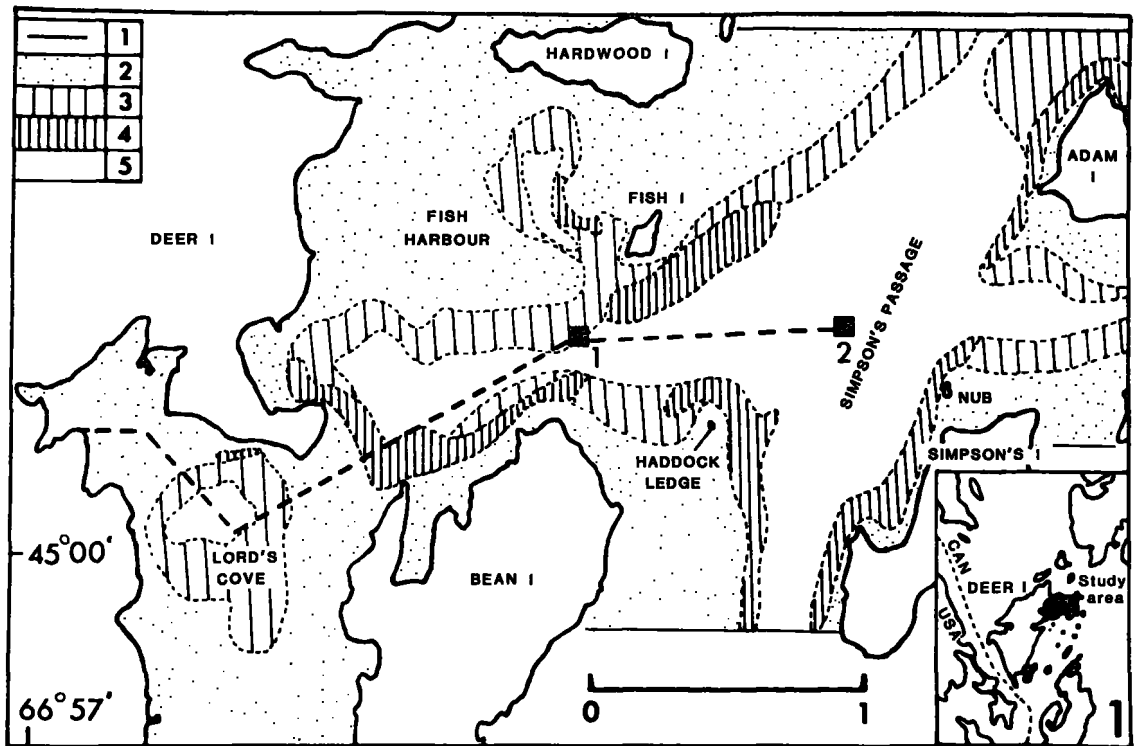 1
2
3
4
5
HARDWOOD I
ADAM
I
FISH I
FISH
HARBOUR
DEER I
SIMPSON'S PASSAGE
1
2
NUB
HADDOCK
LEDGE
SIMPSON'S I
LORD'S
COVE
45°00'
BEAN I
66°57'
0
1
CAN
USA
DEER I
Study
area
1